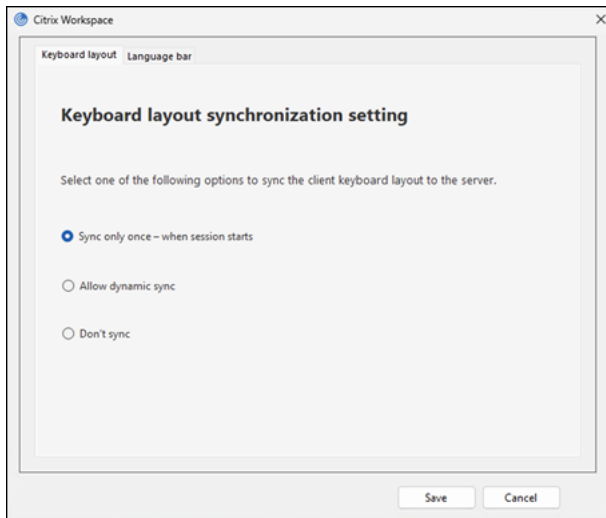 Citrix Workspace
Keyboard layout Language bar
Keyboard layout synchronization setting
Select one of the following options to sync the client keyboard layout to the server.
Sync only once – when session starts
Allow dynamic sync
Don't sync
Save Cancel